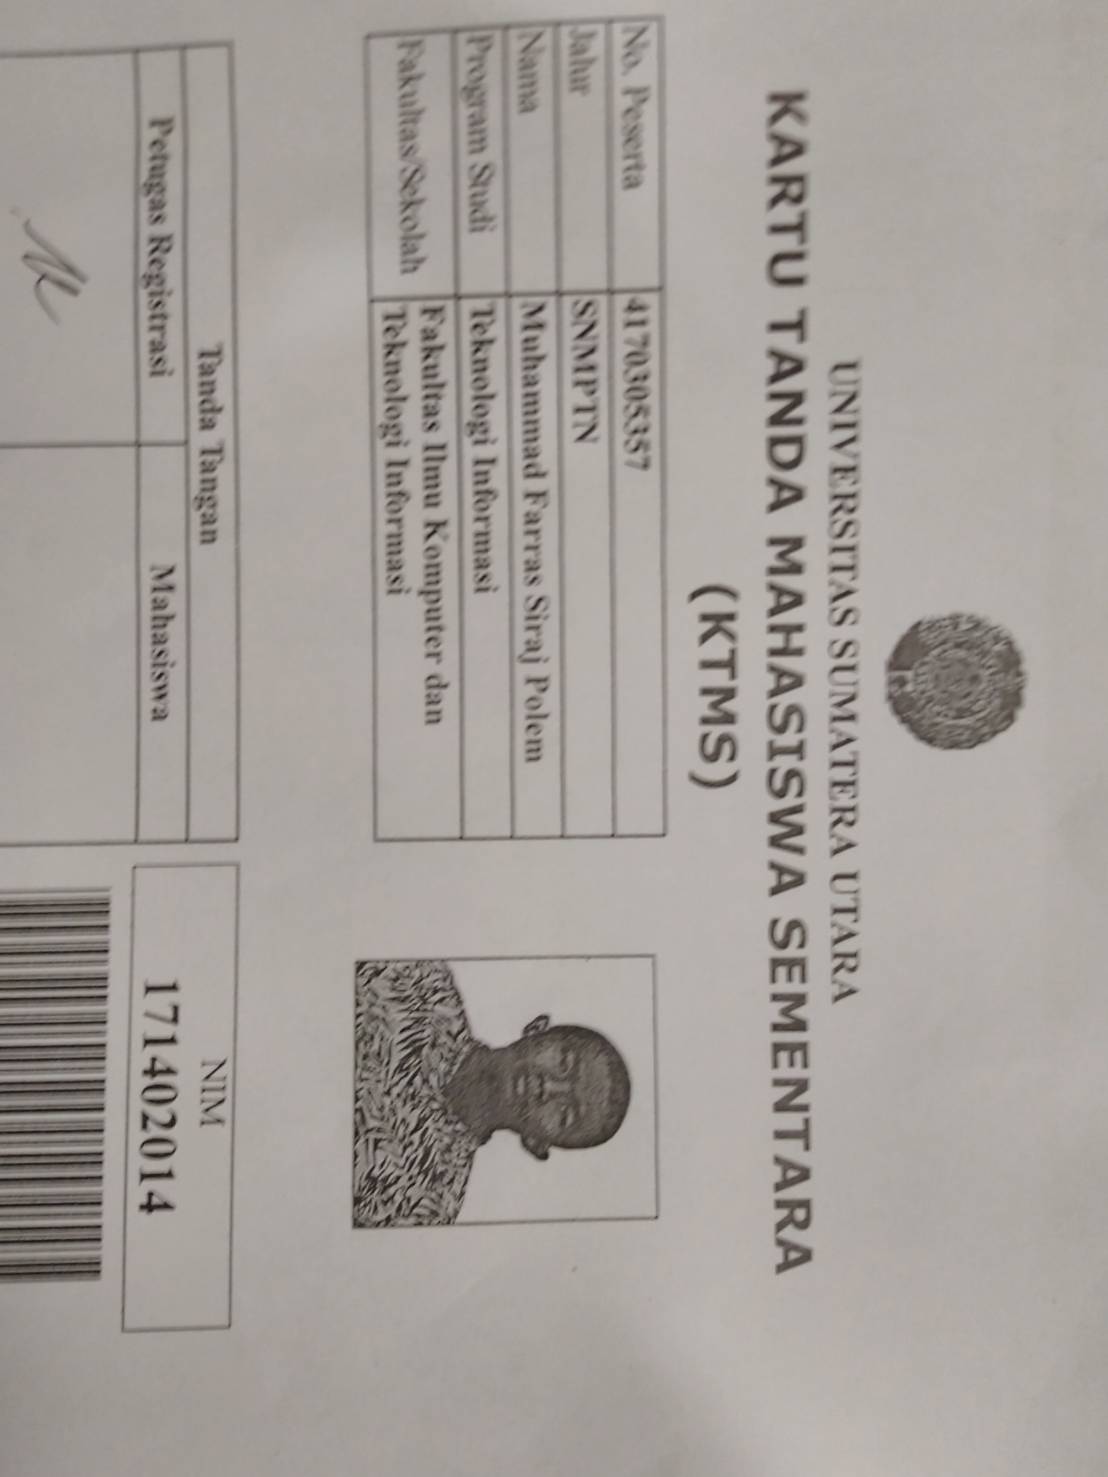 UNIVERSITAS SUMATERA UTARA
KARTU TANDA MAHASISWA SEMENTARA
(KTMS)
No. Peserta 4170305357
Jalur SNMPTN
Nama Muhammad Farras Siraj Polem
Program Studi Teknologi Informasi
Fakultas/Sekolah Fakultas Ilmu Komputer dan
Teknologi Informasi
Tanda Tangan
Petugas Registrasi Mahasiswa
NIM
171402014